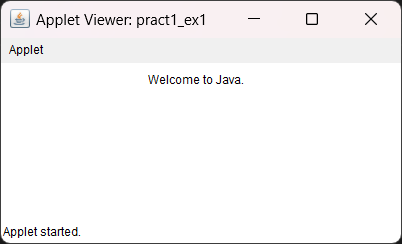 Applet Viewer: pract1_ex1
Applet
Welcome to Java.
Applet started.